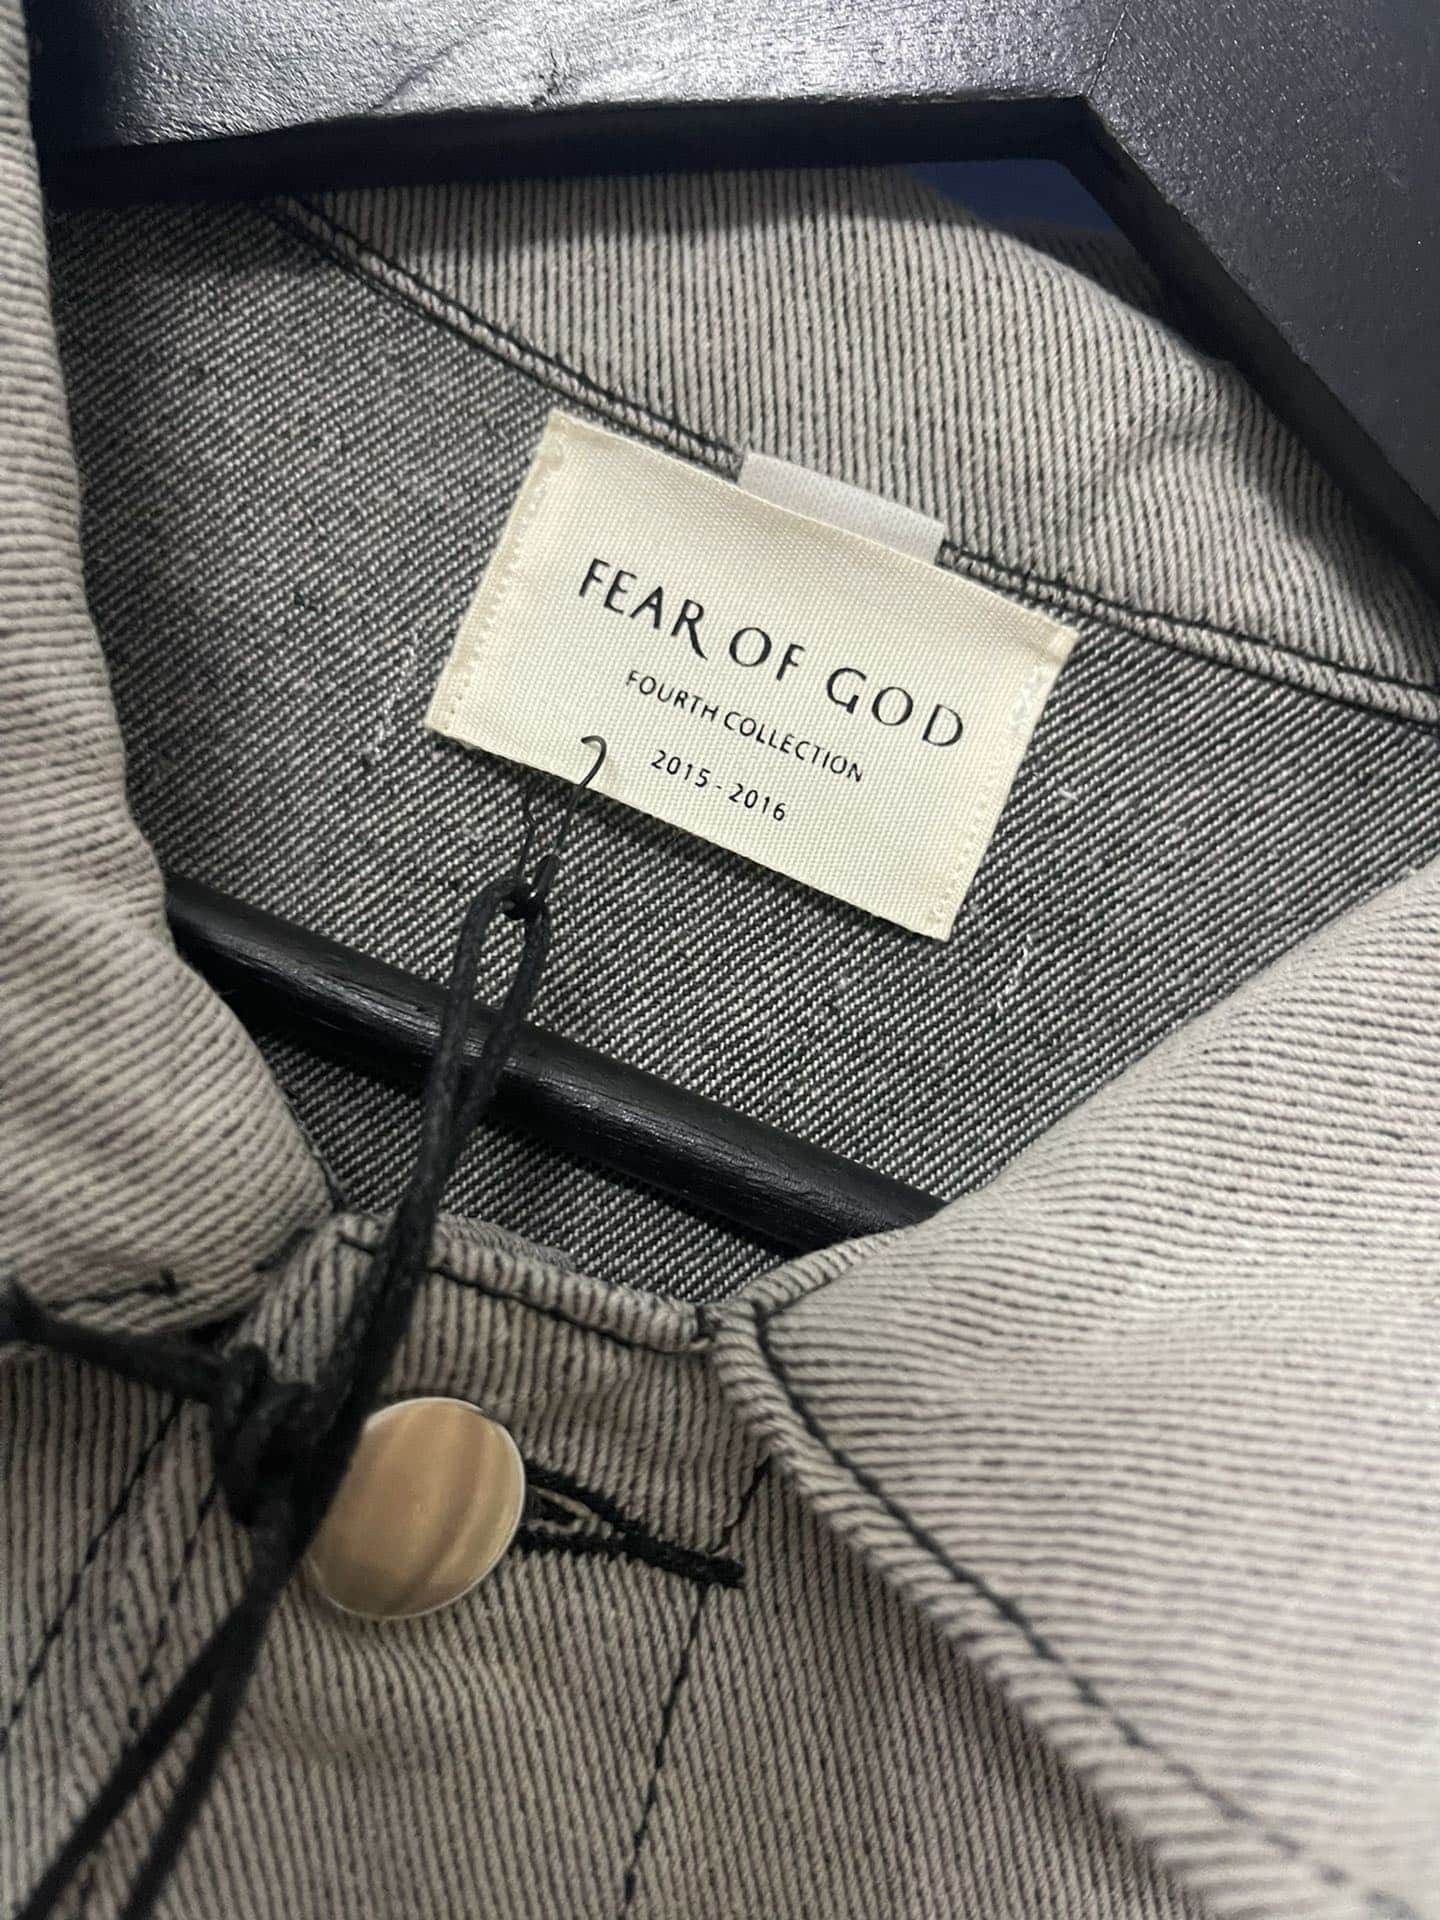 FEAR OF GOD
FOURTH COLLECTION
2015 - 2016